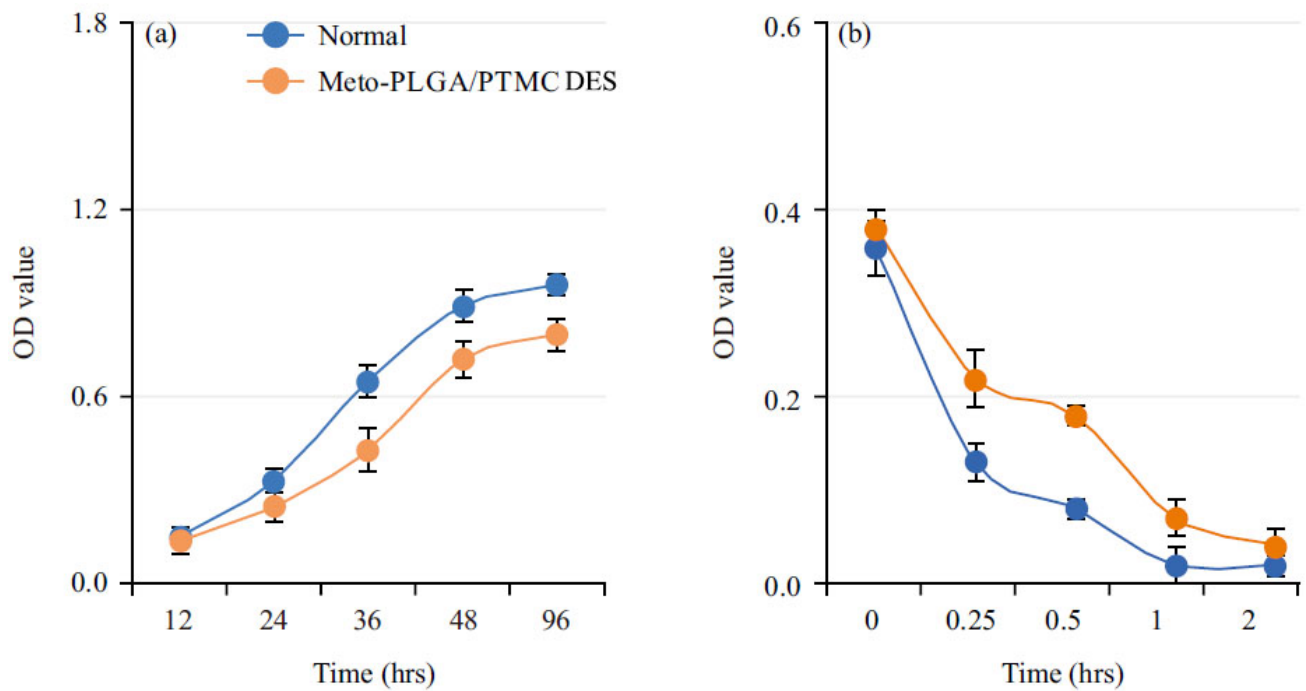 (a)
Normal
Meto-PLGA/PTMC DES
OD value
1.8
1.2
0.6
0.0
12 24 36 48 96
Time (hrs)
(b)
OD value
0.6
0.4
0.2
0.0
0 0.25 0.5 1 2
Time (hrs)